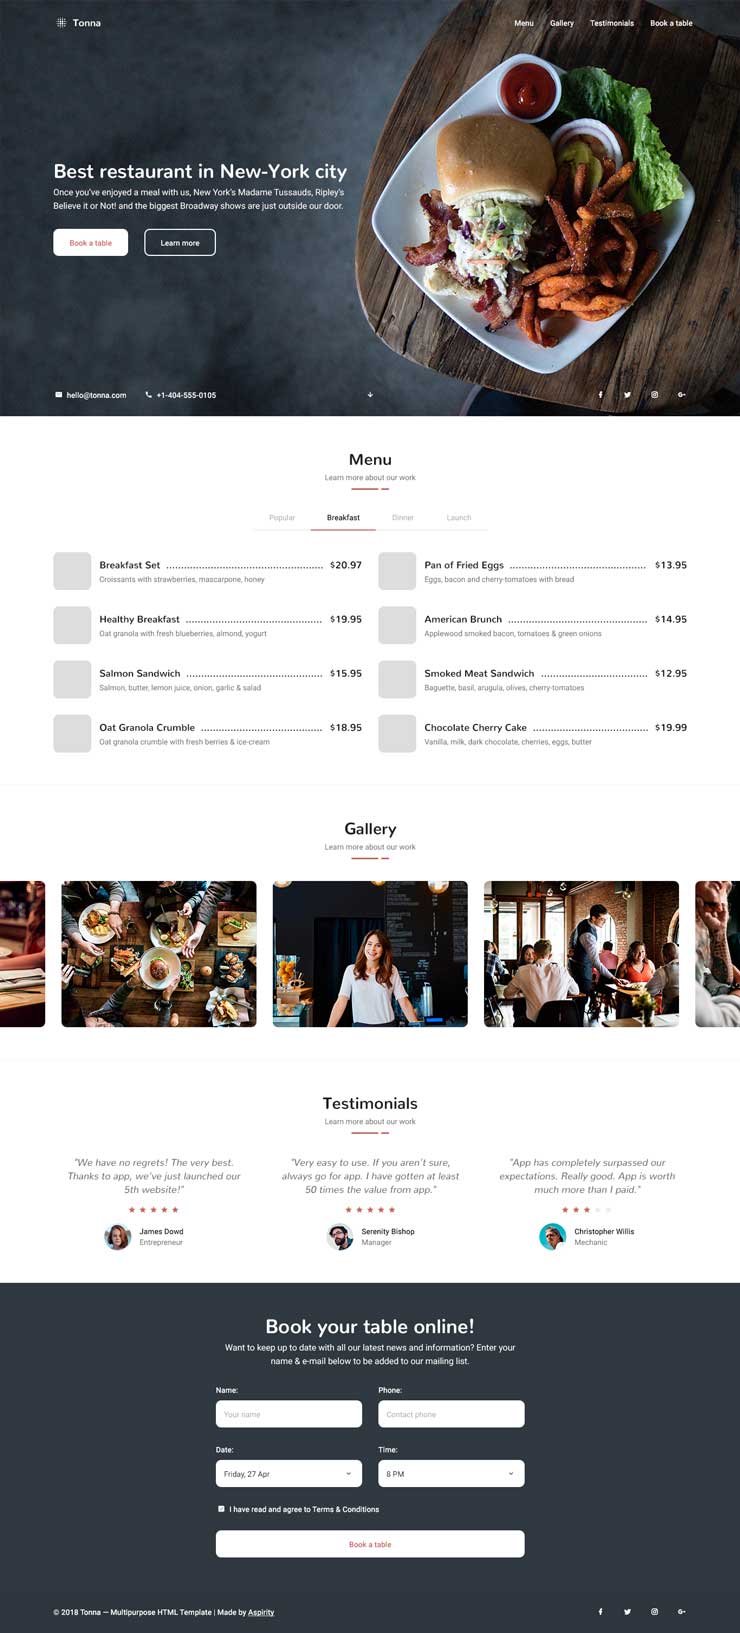 Tonna
Menu Gallery Testimonials Book a table
Best restaurant in New-York city
Once you've enjoyed a meal with us, New York's Madame Tussauds, Ripley's
Believe it or Not! and the biggest Broadway shows are just outside our door.
Book a table Learn more
hello@tonna.com +1-404-555-0105
Menu
Learn more about our work
Popular Breakfast Dinner Launch
Breakfast Set $20.97
Croissants with strawberries, mascarpone, honey
Pan of Fried Eggs $13.95
Eggs, bacon and cherry-tomatoes with bread
Healthy Breakfast $19.95
Oat granola with fresh blueberries, almond, yogurt
American Brunch $14.95
Applewood smoked bacon, tomatoes & green onions
Salmon Sandwich $15.95
Salmon, butter, lemon juice, onion, garlic & salad
Smoked Meat Sandwich $12.95
Baguette, basil, arugula, olives, cherry-tomatoes
Oat Granola Crumble $18.95
Oat granola crumble with fresh berries & ice-cream
Chocolate Cherry Cake $19.99
Vanilla, milk, dark chocolate, cherries, eggs, butter
Gallery
Learn more about our work
Testimonials
Learn more about our work
"We have no regrets! The very best.
Thanks to app, we've just launched our
5th website!"
James Dowd
Entrepreneur
"Very easy to use. If you aren't sure,
always go for app. I have gotten at least
50 times the value from app."
Serenity Bishop
Manager
"App has completely surpassed our
expectations. Really good. App is worth
much more than I paid."
Christopher Willis
Mechanic
Book your table online!
Want to keep up to date with all our latest news and information? Enter your
name & e-mail below to be added to our mailing list.
Name: Phone:
Your name Contact phone
Date: Time:
Friday, 27 Apr 8 PM
I have read and agree to Terms & Conditions
Book a table
© 2018 Tonna — Multipurpose HTML Template | Made by Aspirity